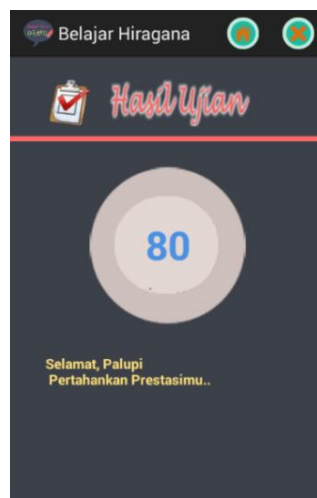 Belajar Hiragana
Hasil Ujian
80
Selamat, Palupi
Pertahankan Prestasimu..